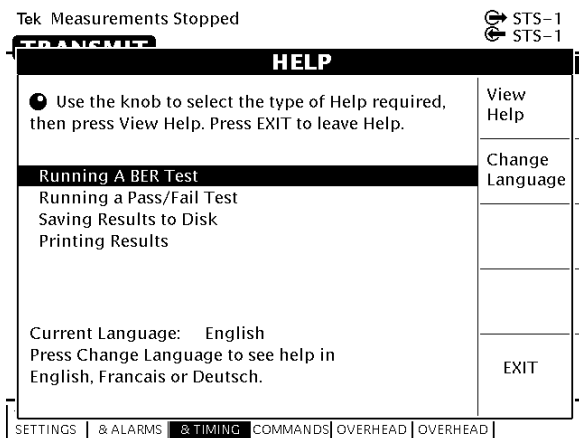 Tek Measurements Stopped
STS-1
STS-1
TRANSMIT
HELP
Use the knob to select the type of Help required,
then press View Help. Press EXIT to leave Help.
Running A BER Test
Running a Pass/Fail Test
Saving Results to Disk
Printing Results
Current Language: English
Press Change Language to see help in
English, Francais or Deutsch.
View
Help
Change
Language
EXIT
SETTINGS & ALARMS & TIMING COMMANDS OVERHEAD OVERHEAD